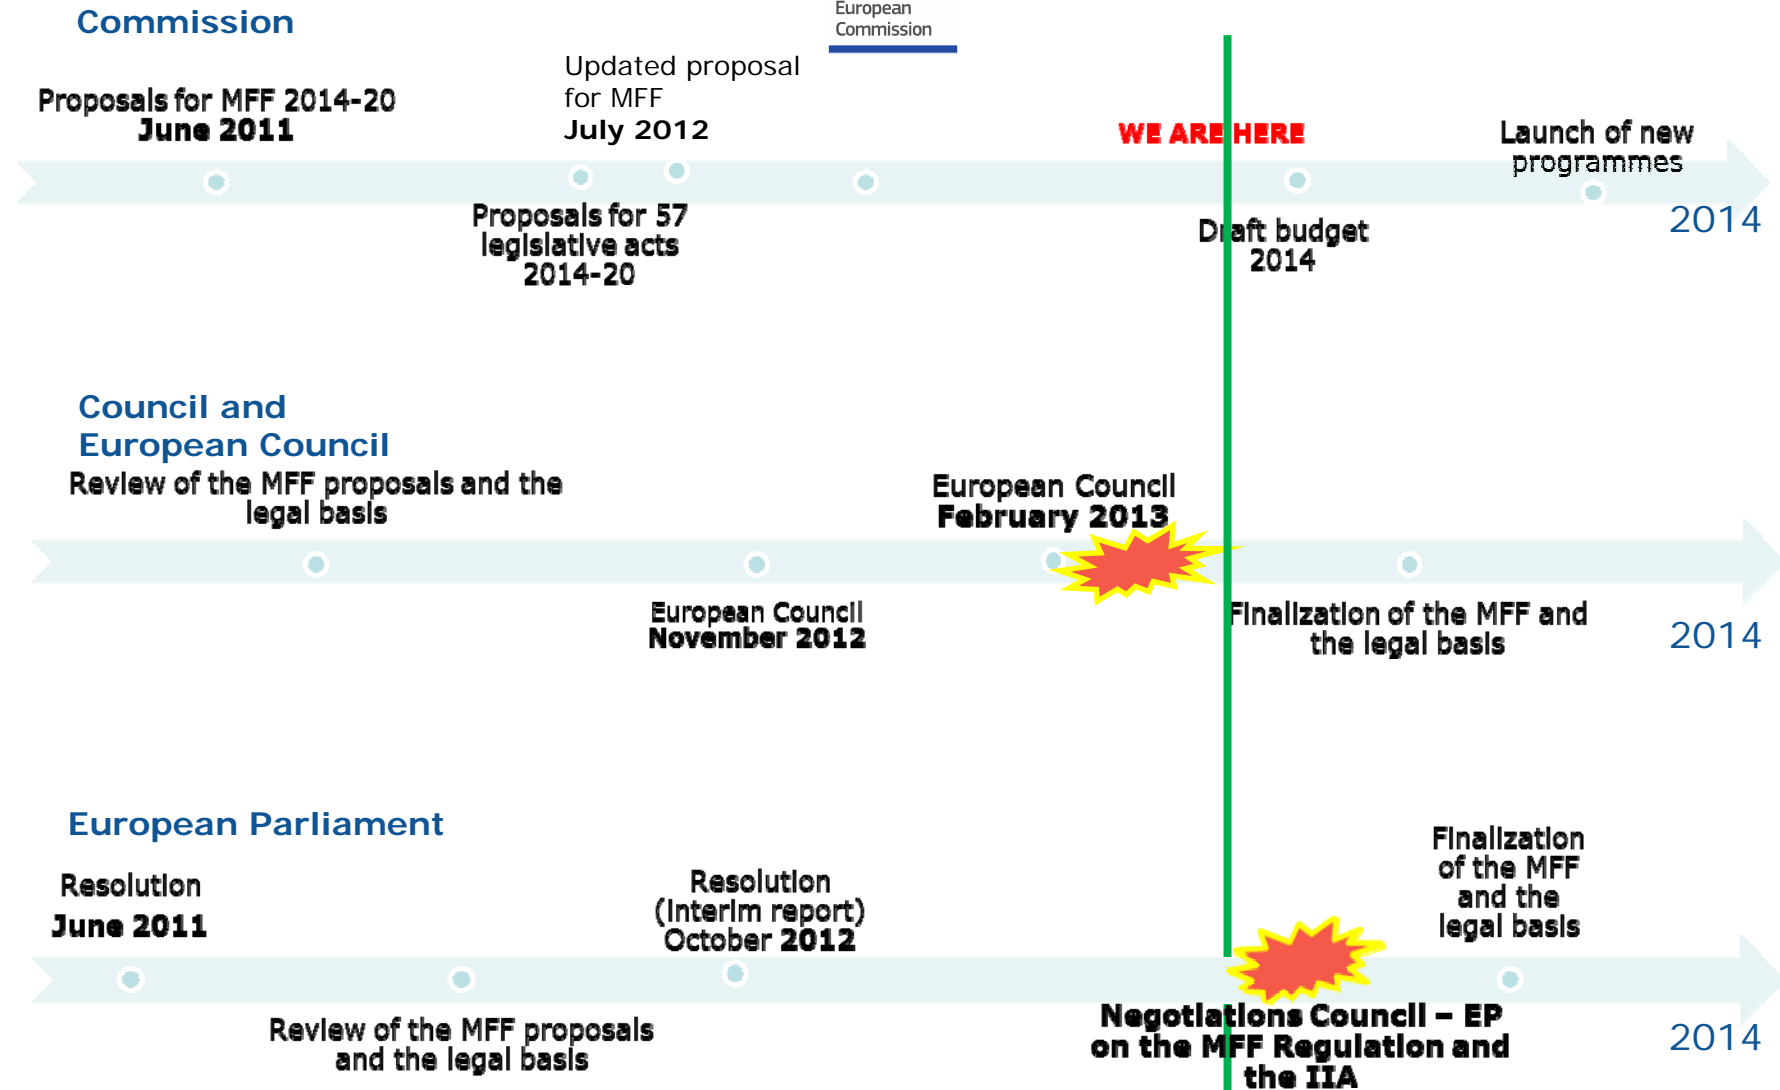 European
Commission
Commission
Updated proposal
for MFF
July 2012
Proposals for MFF 2014-20
June 2011
WE ARE HERE
Launch of new
programmes
Proposals for 57
legislative acts
2014-20
Draft budget
2014
2014
Council and
European Council
Review of the MFF proposals and the
legal basis
European Council
February 2013
European Council
November 2012
Finalization of the MFF and
the legal basis
2014
European Parliament
Resolution
June 2011
Resolution
(interim report)
October 2012
Finalization
of the MFF
and the
legal basis
Review of the MFF proposals
and the legal basis
Negotiations Council – EP
on the MFF Regulation and
the IIA
2014